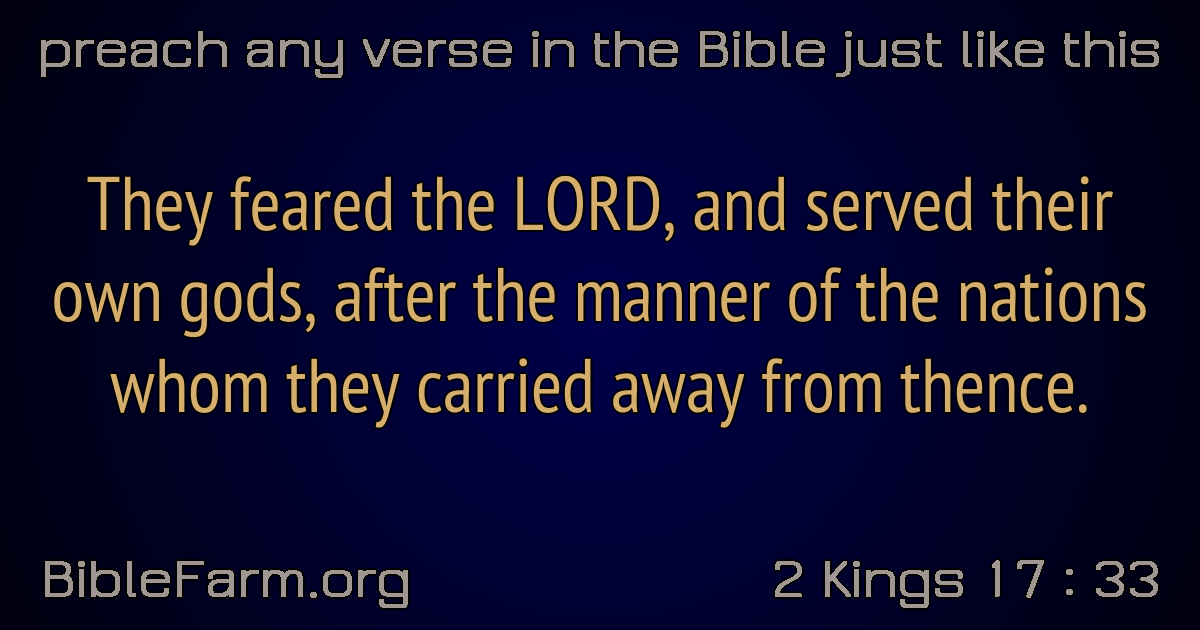 preach any verse in the Bible just like this
They feared the LORD, and served their
own gods, after the manner of the nations
whom they carried away from thence.
BibleFarm.org
2 Kings 17 : 33